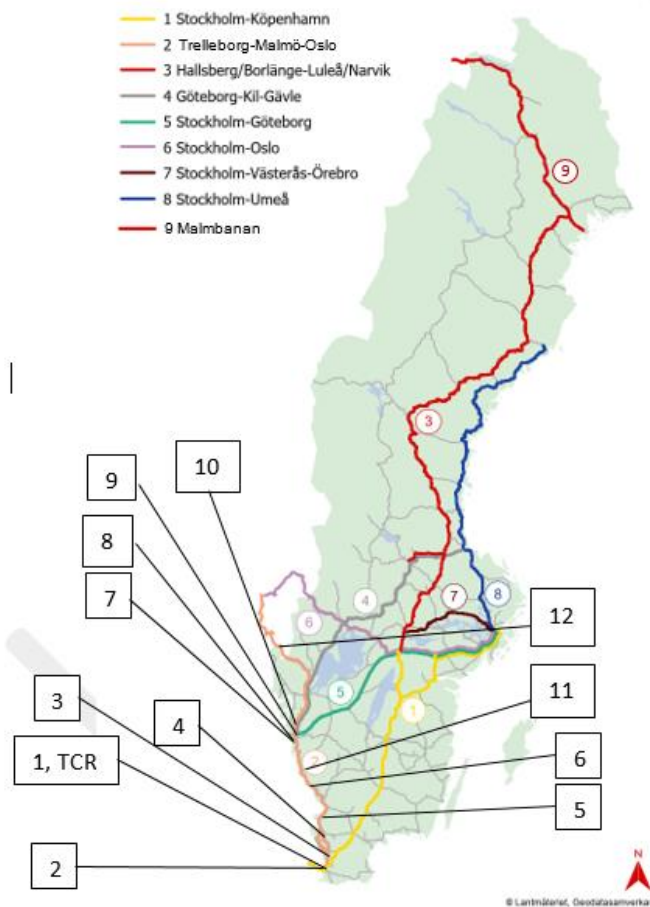 1 Stockholm-Köpenhamn
2 Trelleborg-Malmö-Oslo
3 Hallsberg/Borlänge-Luleå/Narvik
4 Göteborg-Kil-Gävle
5 Stockholm-Göteborg
6 Stockholm-Oslo
7 Stockholm-Västerås-Örebro
8 Stockholm-Umeå
9 Malmbanan
9
3
10
9
8
7
4
7
8
6
12
5
1
3
4
11
2
1, TCR
6
5
2
N
© Lantmäteriet, Geodatasamverka